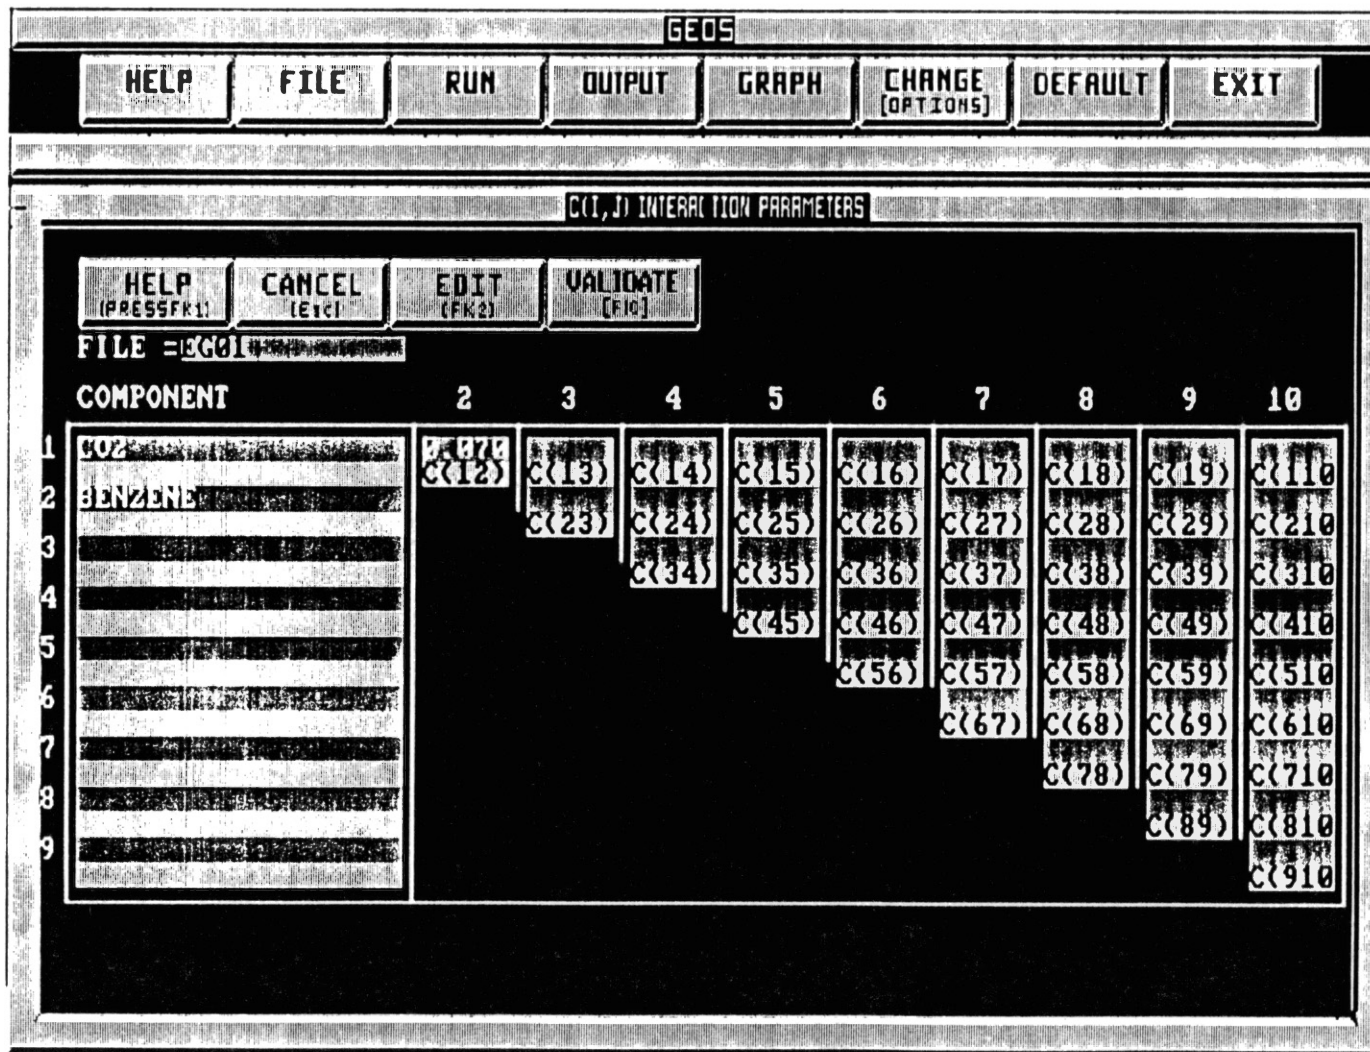 GEOS
HELP FILE RUN OUTPUT GRAPH CHANGE DEFAULT EXIT
[OPTIONS]
C(I,J) INTERACTION PARAMETERS
HELP CANCEL EDIT VALIDATE
(PRESSFK1) (Esc) (FK2) [F10]
FILE =EG01
COMPONENT 2 3 4 5 6 7 8 9 10
1 CO2 0.070
C(12) C(13) C(14) C(15) C(16) C(17) C(18) C(19) C(110
2 BENZENE
C(23) C(24) C(25) C(26) C(27) C(28) C(29) C(210
3
C(34) C(35) C(36) C(37) C(38) C(39) C(310
4
C(45) C(46) C(47) C(48) C(49) C(410
5
C(56) C(57) C(58) C(59) C(510
6
C(67) C(68) C(69) C(610
7
C(78) C(79) C(710
8
C(89) C(810
9
C(910